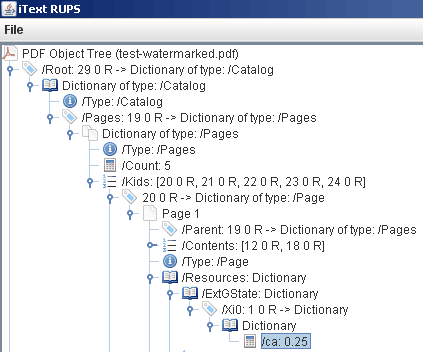 iText RUPS
File
PDF Object Tree (test-watermarked.pdf)
/Root: 29 0 R -> Dictionary of type: /Catalog
Dictionary of type: /Catalog
/Type: /Catalog
/Pages: 19 0 R -> Dictionary of type: /Pages
Dictionary of type: /Pages
/Type: /Pages
/Count: 5
/Kids: [20 0 R, 21 0 R, 22 0 R, 23 0 R, 24 0 R]
20 0 R -> Dictionary of type: /Page
Page 1
/Parent: 19 0 R -> Dictionary of type: /Pages
/Contents: [12 0 R, 18 0 R]
/Type: /Page
/Resources: Dictionary
/ExtGState: Dictionary
/Xi0: 1 0 R -> Dictionary
Dictionary
/ca: 0.25